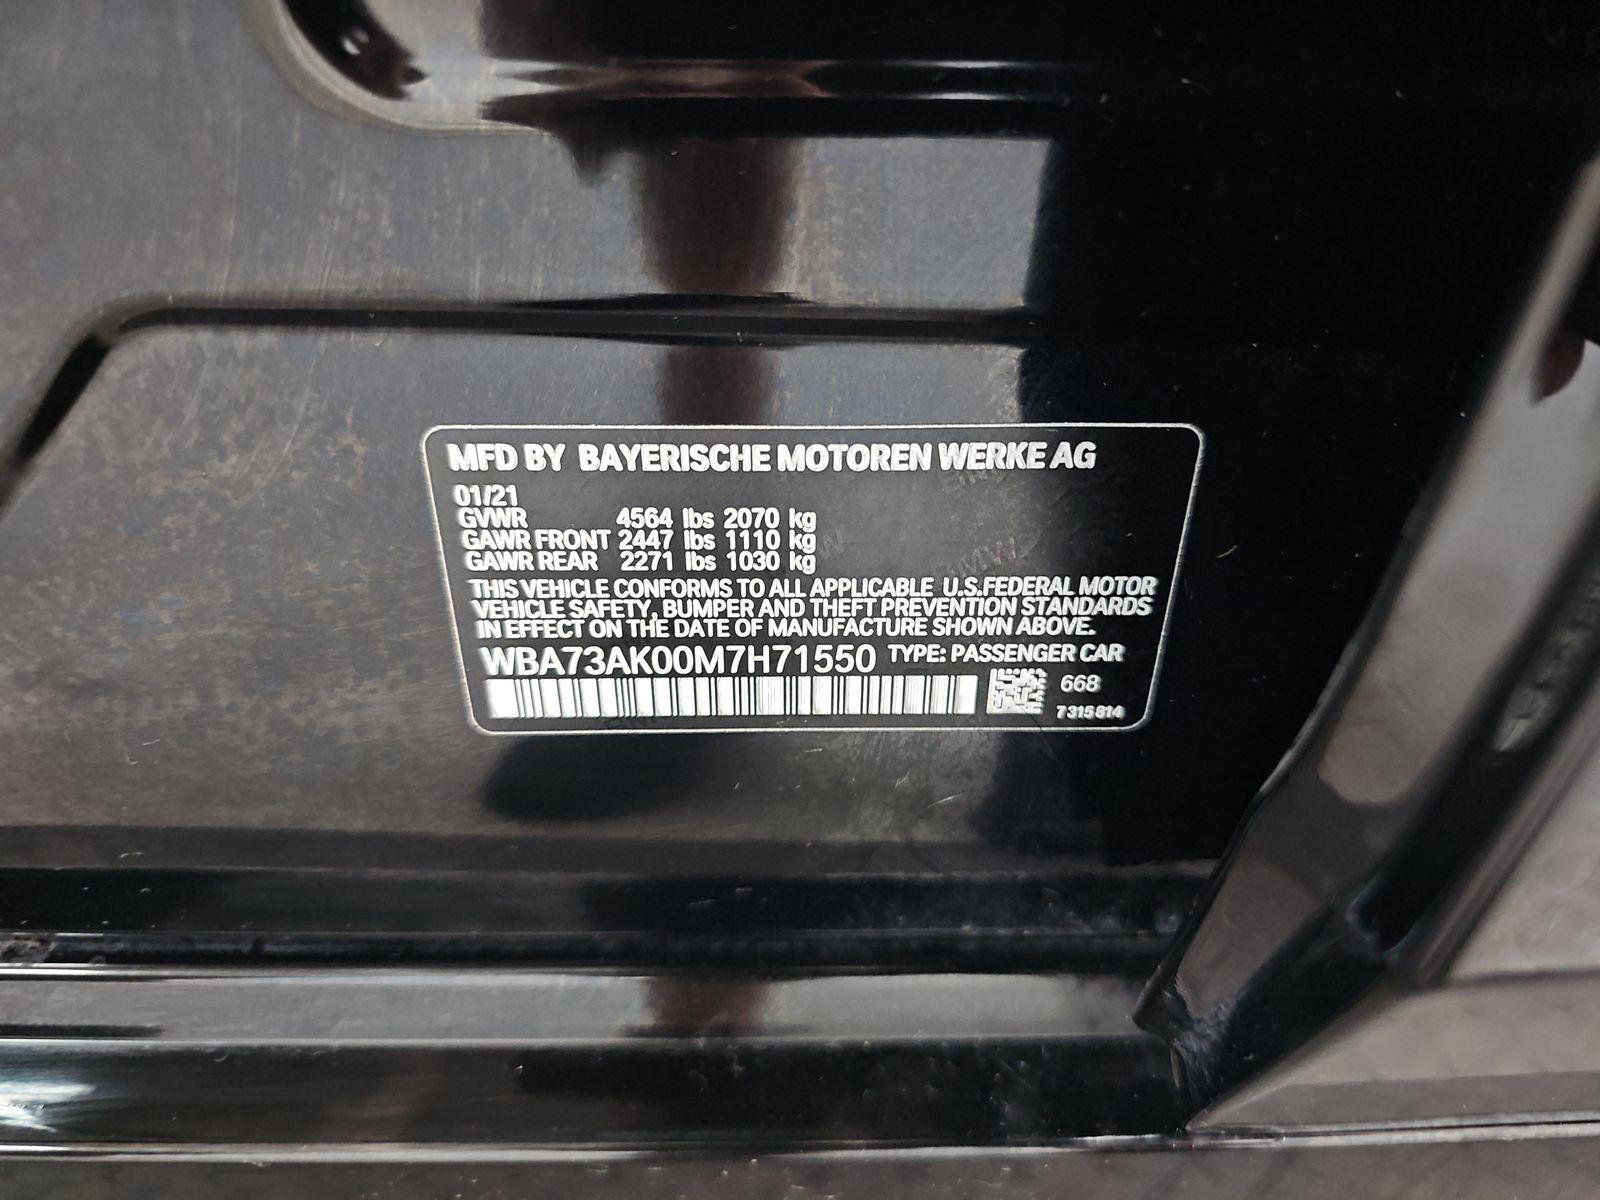 MFD BY BAYERISCHE MOTOREN WERKE AG
01/21
GVWR 4564 lbs 2070 kg
GAWR FRONT 2447 lbs 1110 kg
GAWR REAR 2271 lbs 1030 kg
THIS VEHICLE CONFORMS TO ALL APPLICABLE U.S.FEDERAL MOTOR
VEHICLE SAFETY, BUMPER AND THEFT PREVENTION STANDARDS
IN EFFECT ON THE DATE OF MANUFACTURE SHOWN ABOVE.
WBA73AK00M7H71550 TYPE: PASSENGER CAR
668
7315814